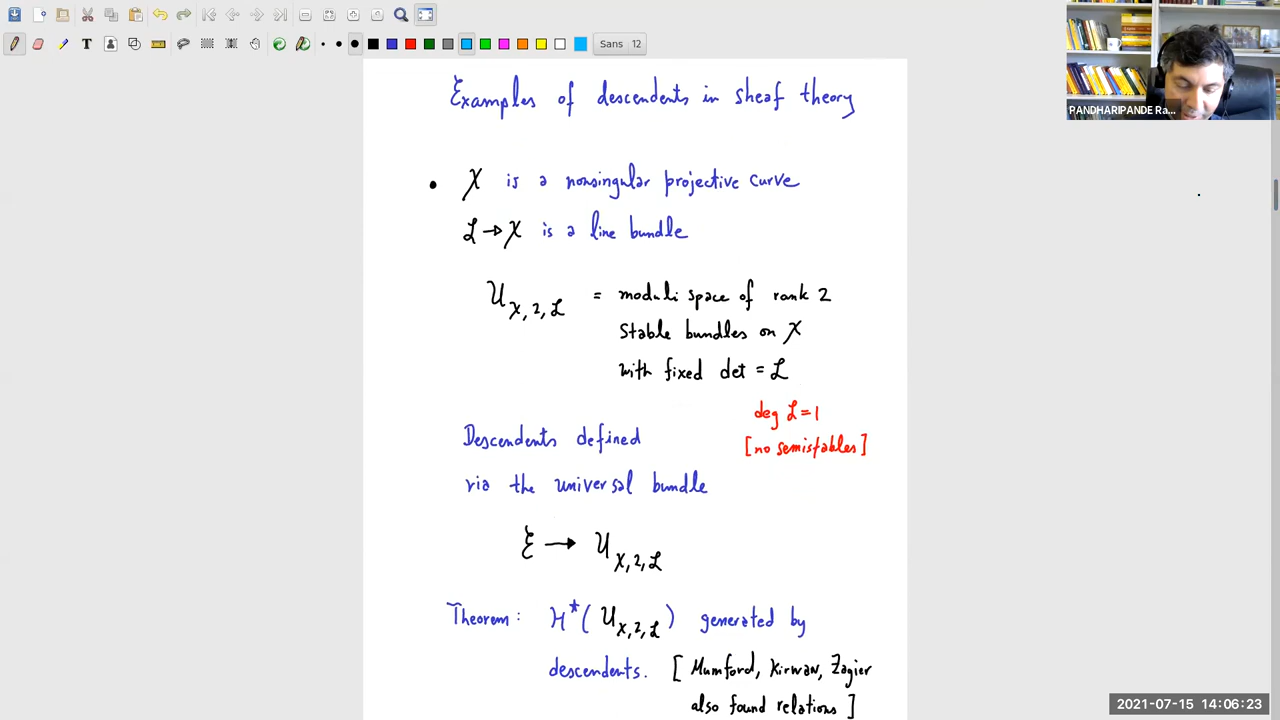 Sans 12
PANDHARIPANDE Ra...
Examples of descendents in sheaf theory
• X is a nonsingular projective curve
L → X is a line bundle
U_{X,2,L} = moduli space of rank 2
stable bundles on X
with fixed det = L
deg L = 1
[no semistables]
Descendents defined
via the universal bundle
ξ → U_{X,2,L}
Theorem: H*(U_{X,2,L}) generated by
descendents. [Mumford, Kirwan, Zagier
also found relations]
2021-07-15 14:06:23